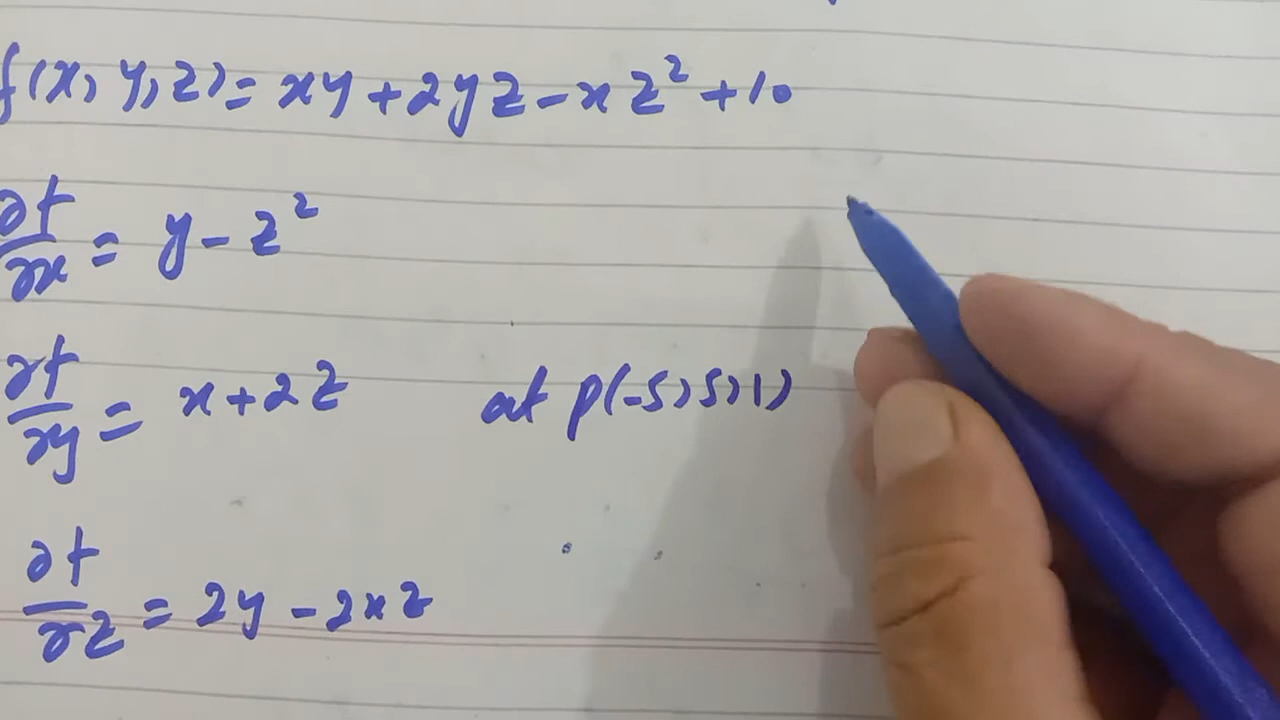 f(x, y, z) = xy + 2yz - xz² + 10
∂f/∂x = y - z²
∂f/∂y = x + 2z at p(-5, 5, 1)
∂f/∂z = 2y - 2xz